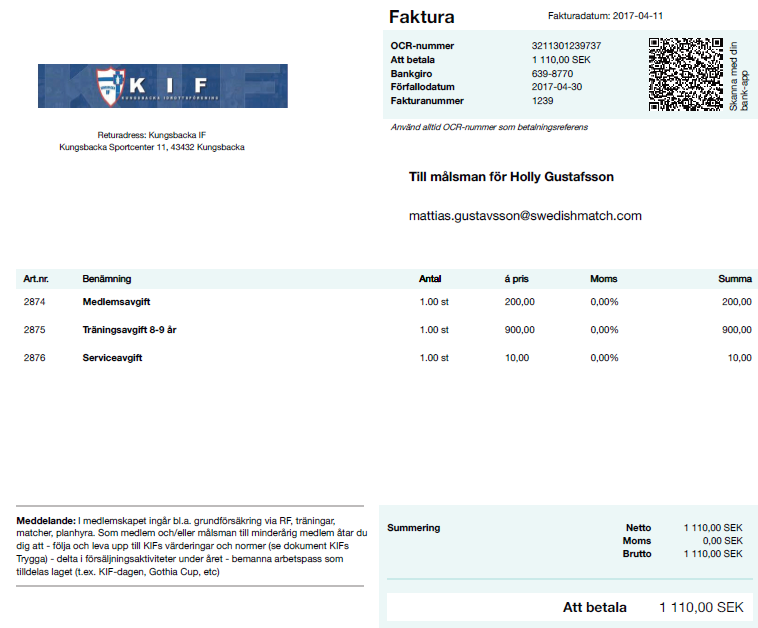 Faktura
Fakturadatum: 2017-04-11
OCR-nummer 3211301239737
Att betala 1 110,00 SEK
Bankgiro 639-8770
Förfallodatum 2017-04-30
Fakturanummer 1239
Skanna med din
bank-app
Använd alltid OCR-nummer som betalningsreferens
KIF
KUNGSBACKA IDROTTSFÖRENING
Returadress: Kungsbacka IF
Kungsbacka Sportcenter 11, 43432 Kungsbacka
Till målsman för Holly Gustafsson
mattias.gustavsson@swedishmatch.com
Art.nr. Benämning Antal á pris Moms Summa
2874 Medlemsavgift 1.00 st 200,00 0,00% 200,00
2875 Träningsavgift 8-9 år 1.00 st 900,00 0,00% 900,00
2876 Serviceavgift 1.00 st 10,00 0,00% 10,00
Meddelande: I medlemskapet ingår bl.a. grundförsäkring via RF, träningar,
matcher, planhyra. Som medlem och/eller målsman till minderårig medlem åtar du
dig att - följa och leva upp till KIFs värderingar och normer (se dokument KIFs
Trygga) - delta i försäljningsaktiviteter under året - bemanna arbetspass som
tilldelas laget (t.ex. KIF-dagen, Gothia Cup, etc)
Summering Netto 1 110,00 SEK
Moms 0,00 SEK
Brutto 1 110,00 SEK
Att betala 1 110,00 SEK